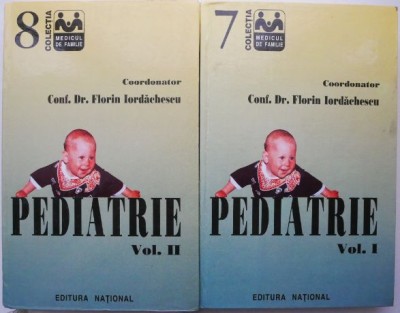 8
COLECȚIA
MEDICUL
DE FAMILIE
Coordonator
Conf. Dr. Florin Iordăchescu
PEDIATRIE
Vol. II
EDITURA NAȚIONAL
7
COLECȚIA
MEDICUL
DE FAMILIE
Coordonator
Conf. Dr. Florin Iordăchescu
PEDIATRIE
Vol. I
EDITURA NAȚIONAL